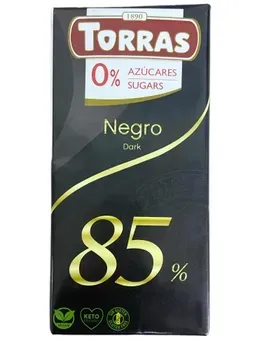 1890
TORRAS
0% AZÚCARES
SUGARS
Negro
Dark
85%
KETO